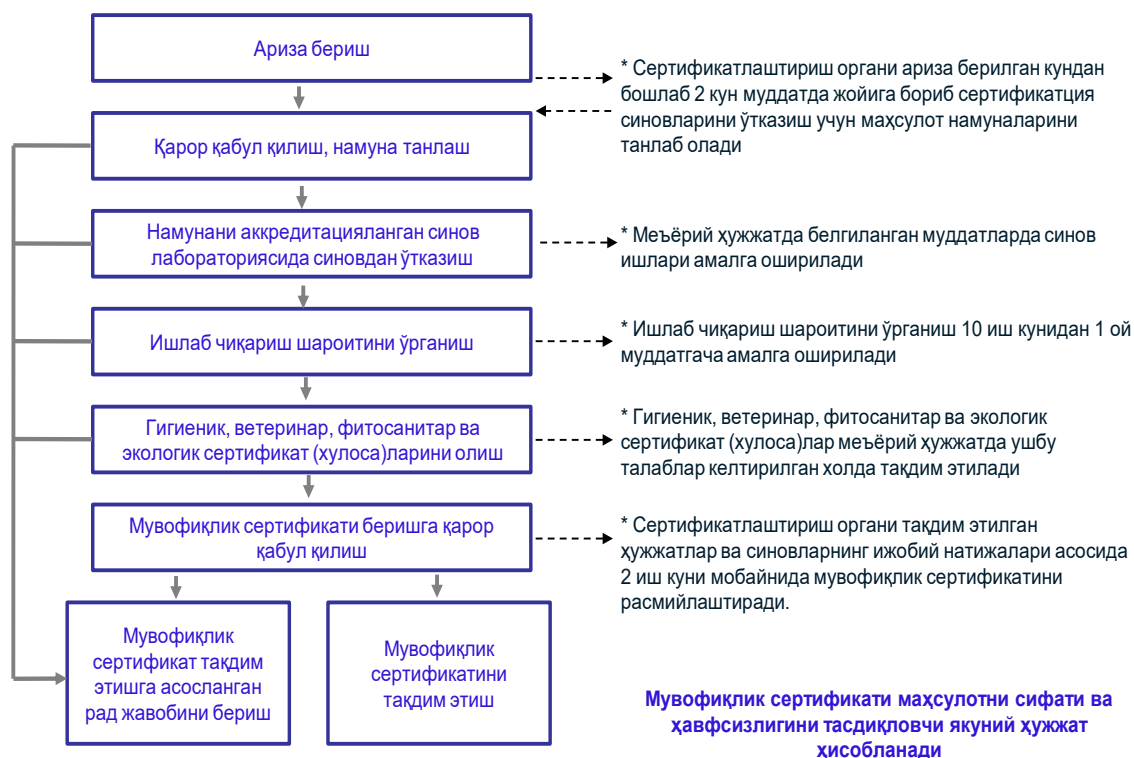 Ариза бериш
* Сертификатлаштириш органи ариза берилган кундан
бошлаб 2 кун муддатда жойига бориб сертификатция
синовларини ўтказиш учун маҳсулот намуналарини
танлаб олади
Қарор қабул қилиш, намуна танлаш
Намунани аккредитацияланган синов
лабораториясида синовдан ўтказиш
* Меъёрий ҳужжатда белгиланган муддатларда синов
ишлари амалга оширилади
Ишлаб чиқариш шароитини ўрганиш
* Ишлаб чиқариш шароитини ўрганиш 10 иш кунидан 1 ой
муддатгача амалга оширилади
Гигиеник, ветеринар, фитосанитар ва
экологик сертификат (хулоса)ларини олиш
* Гигиеник, ветеринар, фитосанитар ва экологик
сертификат (хулоса)лар меъёрий ҳужжатда ушбу
талаблар келтирилган холда тақдим этилади
Мувофиқлик сертификати беришга қарор
қабул қилиш
* Сертификатлаштириш органи тақдим этилган
ҳужжатлар ва синовларнинг ижобий натижалари асосида
2 иш куни мобайнида мувофиқлик сертификатини
расмийлаштиради.
Мувофиқлик
сертификат тақдим
этишга асосланган
рад жавобини бериш
Мувофиқлик
сертификатини
тақдим этиш
Мувофиқлик сертификати маҳсулотни сифати ва
ҳавфсизлигини тасдиқловчи якуний ҳужжат
ҳисобланади